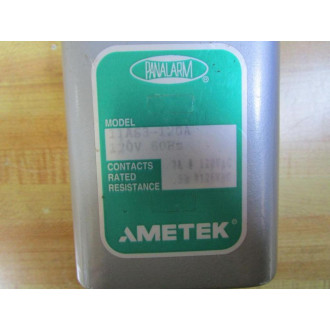 PANALARM
MODEL
120V 60Hz
CONTACTS
RATED
RESISTANCE
AMETEK